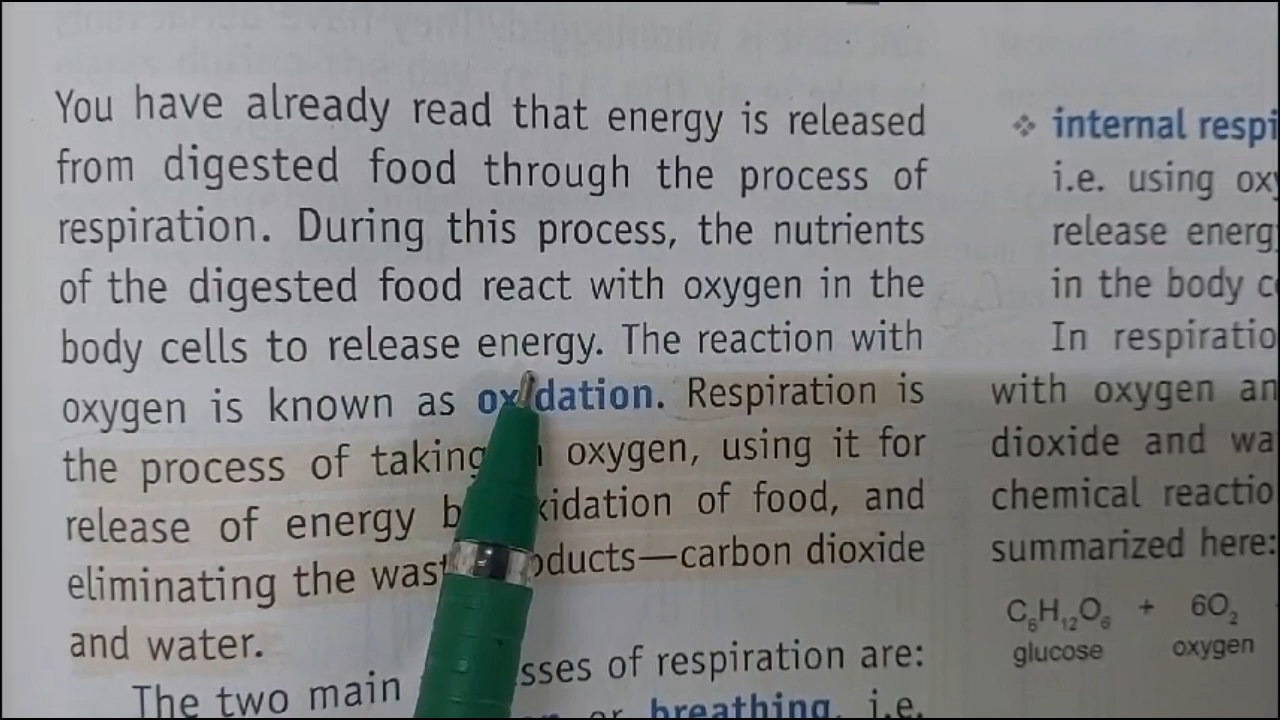 You have already read that energy is released
from digested food through the process of
respiration. During this process, the nutrients
of the digested food react with oxygen in the
body cells to release energy. The reaction with
oxygen is known as oxidation. Respiration is
the process of taking oxygen, using it for
release of energy b xidation of food, and
eliminating the wast oducts—carbon dioxide
and water.
The two main sses of respiration are:
or breathing, i.e.
internal respi
i.e. using ox
release energ
in the body c
In respiratio
with oxygen an
dioxide and wa
chemical reactio
summarized here:
C₆H₁₂O₆ + 6O₂
glucose oxygen